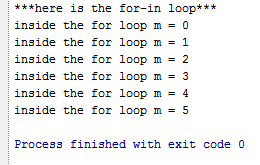 ***here is the for-in loop***
inside the for loop m = 0
inside the for loop m = 1
inside the for loop m = 2
inside the for loop m = 3
inside the for loop m = 4
inside the for loop m = 5
Process finished with exit code 0